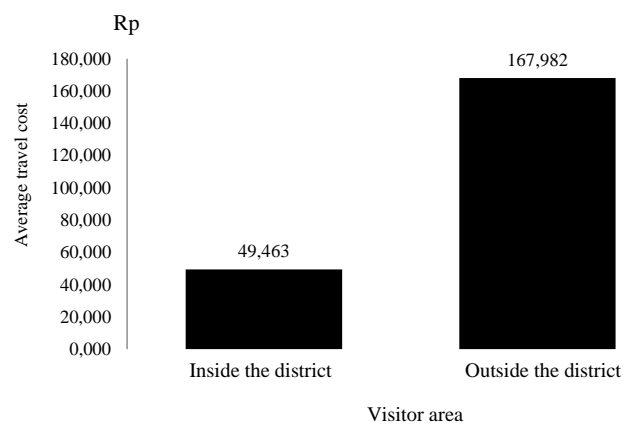 Rp
Average travel cost
180,000
160,000
140,000
120,000
100,000
80,000
60,000
40,000
20,000
0,000
49,463
167,982
Inside the district
Outside the district
Visitor area